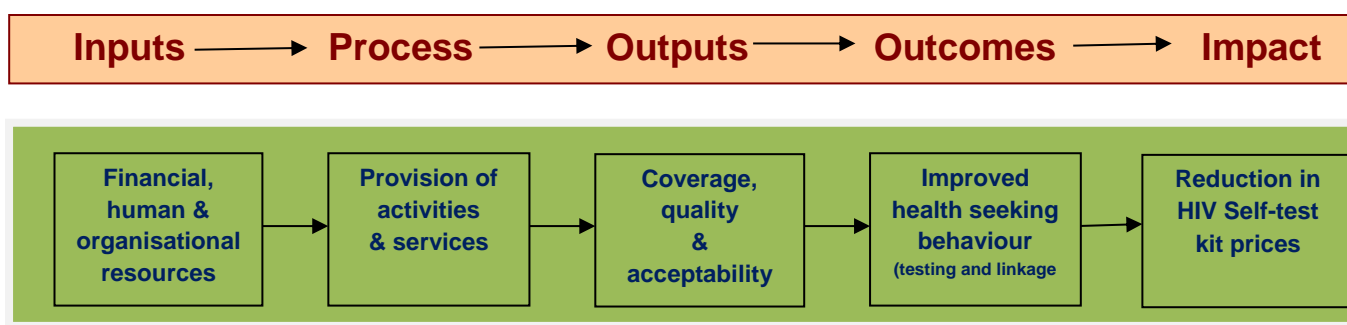 Inputs Process Outputs Outcomes Impact
Financial,
human &
organisational
resources
Provision of
activities
& services
Coverage,
quality
&
acceptability
Improved
health seeking
behaviour
(testing and linkage
Reduction in
HIV Self-test
kit prices